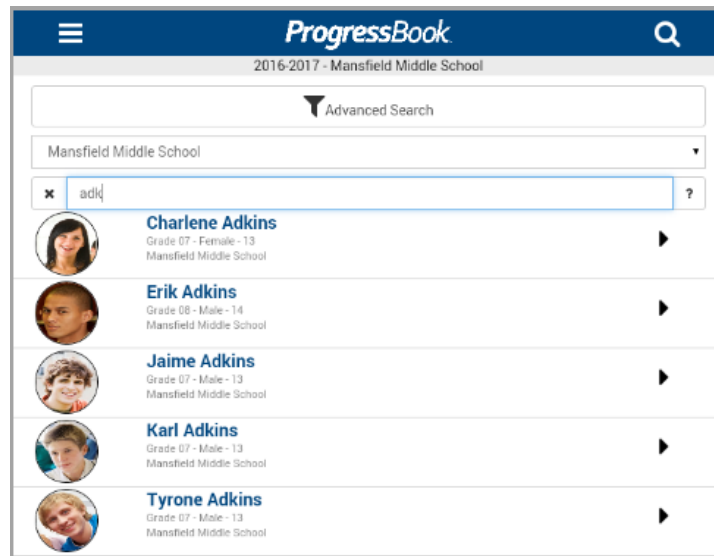 ProgressBook
2016-2017 - Mansfield Middle School
Advanced Search
Mansfield Middle School
adk
?
Charlene Adkins
Grade 07 - Female - 13
Mansfield Middle School
Erik Adkins
Grade 08 - Male - 14
Mansfield Middle School
Jaime Adkins
Grade 07 - Male - 13
Mansfield Middle School
Karl Adkins
Grade 07 - Male - 13
Mansfield Middle School
Tyrone Adkins
Grade 07 - Male - 13
Mansfield Middle School